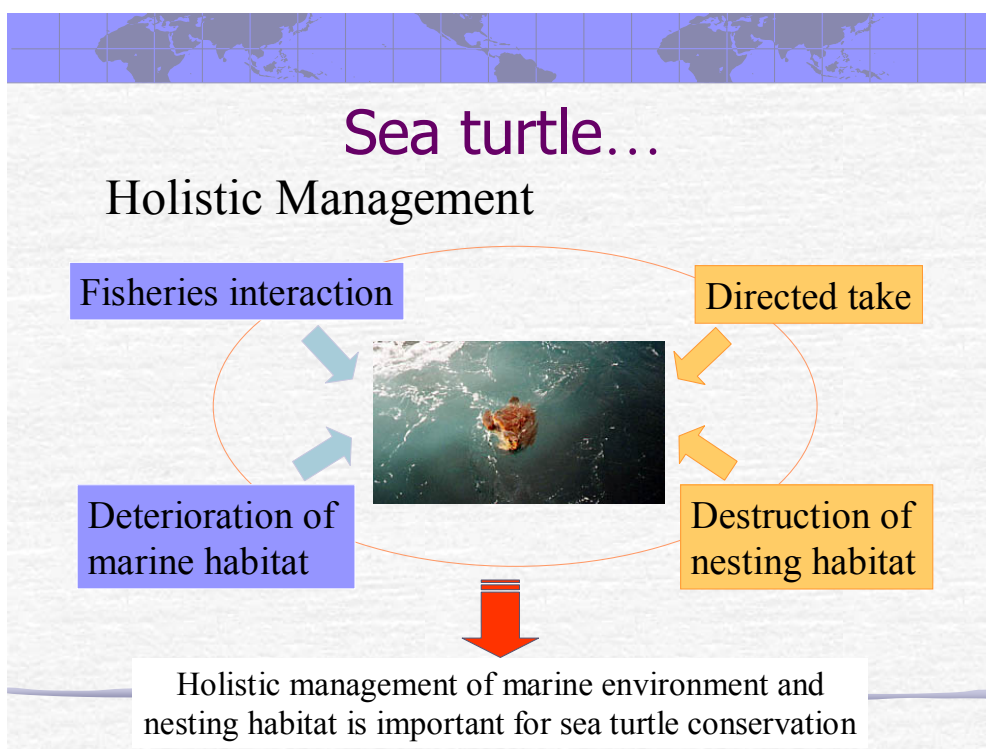 Sea turtle…
Holistic Management
Fisheries interaction
Directed take
Deterioration of
marine habitat
Destruction of
nesting habitat
Holistic management of marine environment and
nesting habitat is important for sea turtle conservation